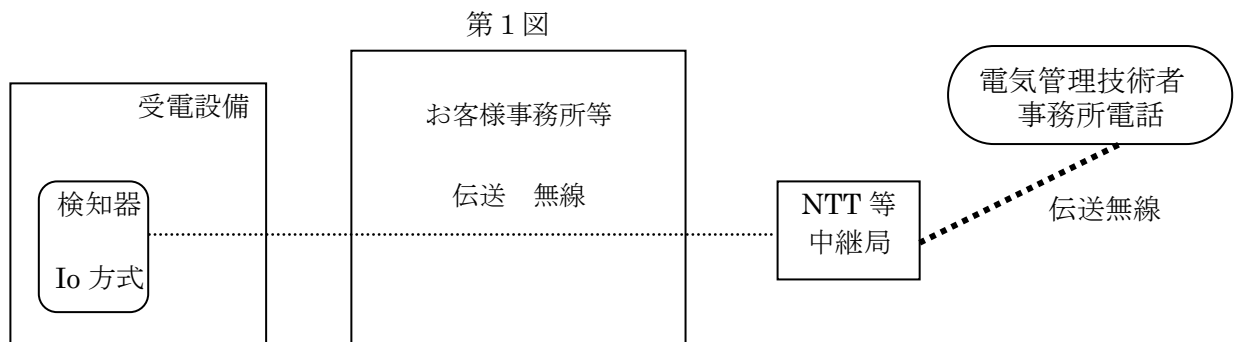 第1図
受電設備
検知器
Io 方式
お客様事務所等
伝送 無線
NTT 等
中継局
電気管理技術者
事務所電話
伝送無線